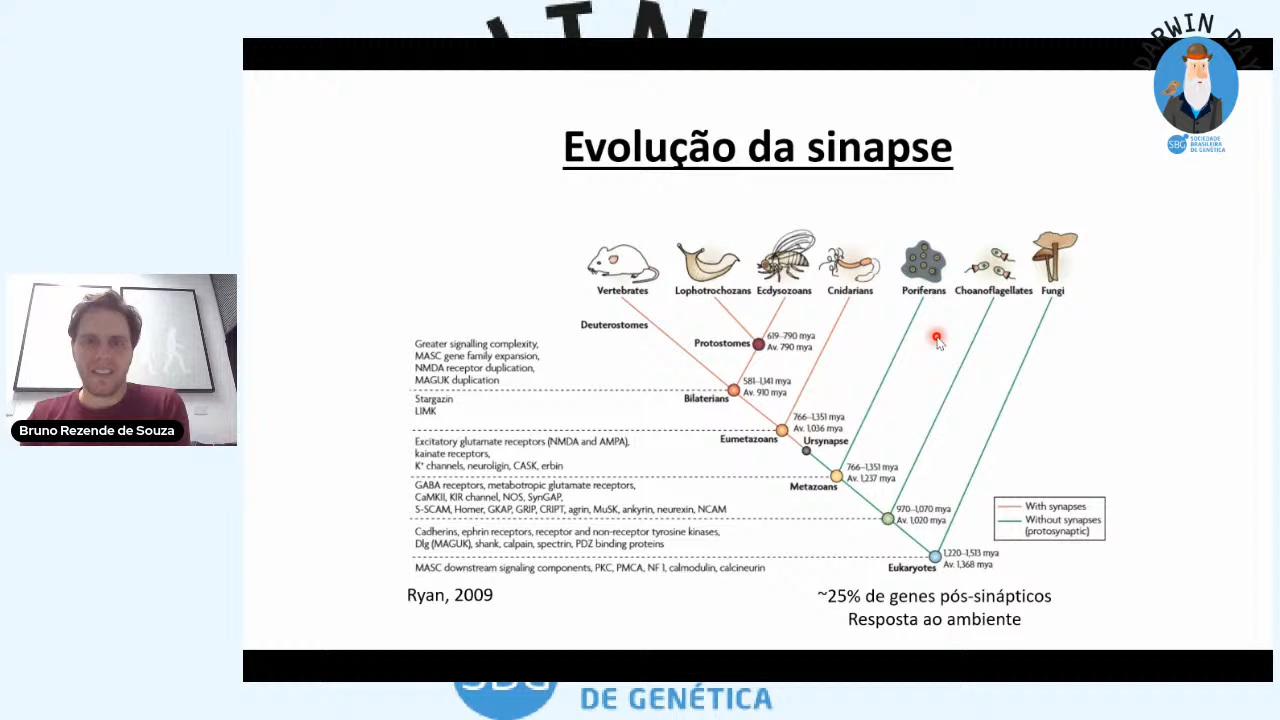 DARWIN DAY
SBG
SOCIEDADE
BRASILEIRA
DE GENÉTICA
Evolução da sinapse
Vertebrates
Lophotrochozans
Ecdysozoans
Cnidarians
Poriferans
Choanoflagellates
Fungi
Deuterostomes
Protostomes
619–790 mya
Av. 790 mya
Greater signalling complexity,
MASC gene family expansion,
NMDA receptor duplication,
MAGUK duplication
581–1,141 mya
Av. 910 mya
Bilaterians
Stargazin
LIMK
766–1,351 mya
Av. 1,036 mya
Eumetazoans
Ursynapse
Excitatory glutamate receptors (NMDA and AMPA),
kainate receptors,
K⁺ channels, neuroligin, CASK, erbin
766–1,351 mya
Av. 1,237 mya
Metazoans
GABA receptors, metabotropic glutamate receptors,
CaMKII, KIR channel, NOS, SynGAP,
S-SCAM, Homer, GKAP, GRIP, CRIPT, agrin, MuSK, ankyrin, neurexin, NCAM
970–1,070 mya
Av. 1,020 mya
With synapses
Without synapses
(protosynaptic)
Cadherins, ephrin receptors, receptor and non-receptor tyrosine kinases,
Dlg (MAGUK), shank, calpain, spectrin, PDZ binding proteins
1,220–1,513 mya
Av. 1,368 mya
Eukaryotes
MASC downstream signaling components, PKC, PMCA, NF 1, calmodulin, calcineurin
Ryan, 2009
~25% de genes pós-sinápticos
Resposta ao ambiente
Bruno Rezende de Souza
DE GENÉTICA